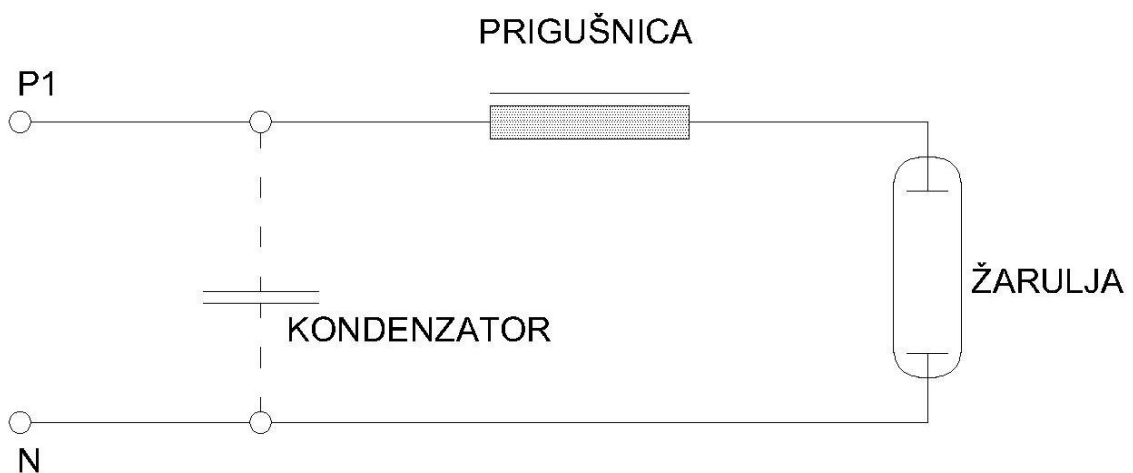 PRIGUŠNICA
P1
ŽARULJA
KONDENZATOR
N